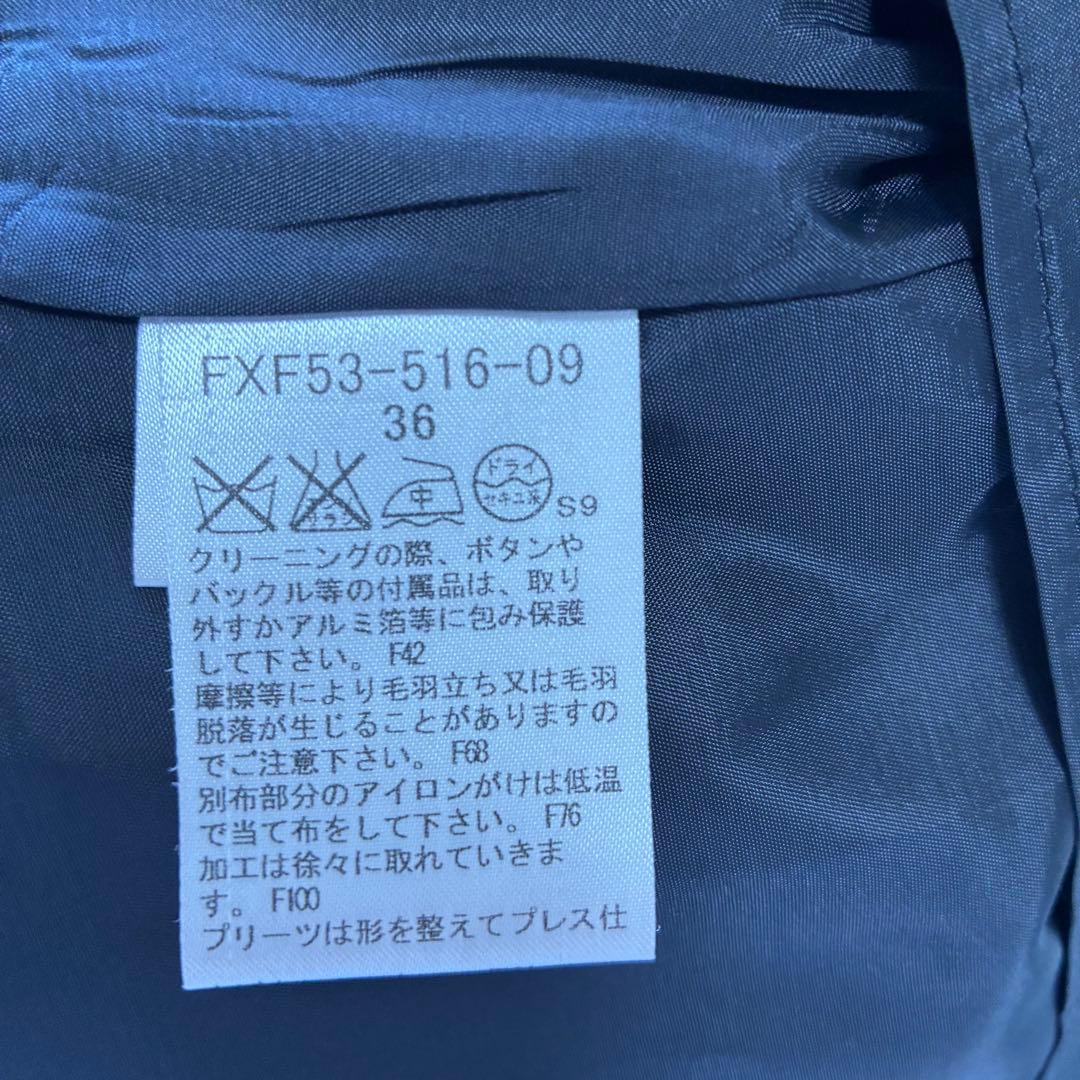 FXF53-516-09
36
エンソ サラシ 中 ドライ セキユ系 S9
クリーニングの際、ボタンや
バックル等の付属品は、取り
外すかアルミ箔等に包み保護
して下さい。 F42
摩擦等により毛羽立ち又は毛羽
脱落が生じることがありますの
でご注意下さい。 F68
別布部分のアイロンがけは低温
で当て布をして下さい。 F76
加工は徐々に取れていきま
す。 F100
プリーツは形を整えてプレス仕